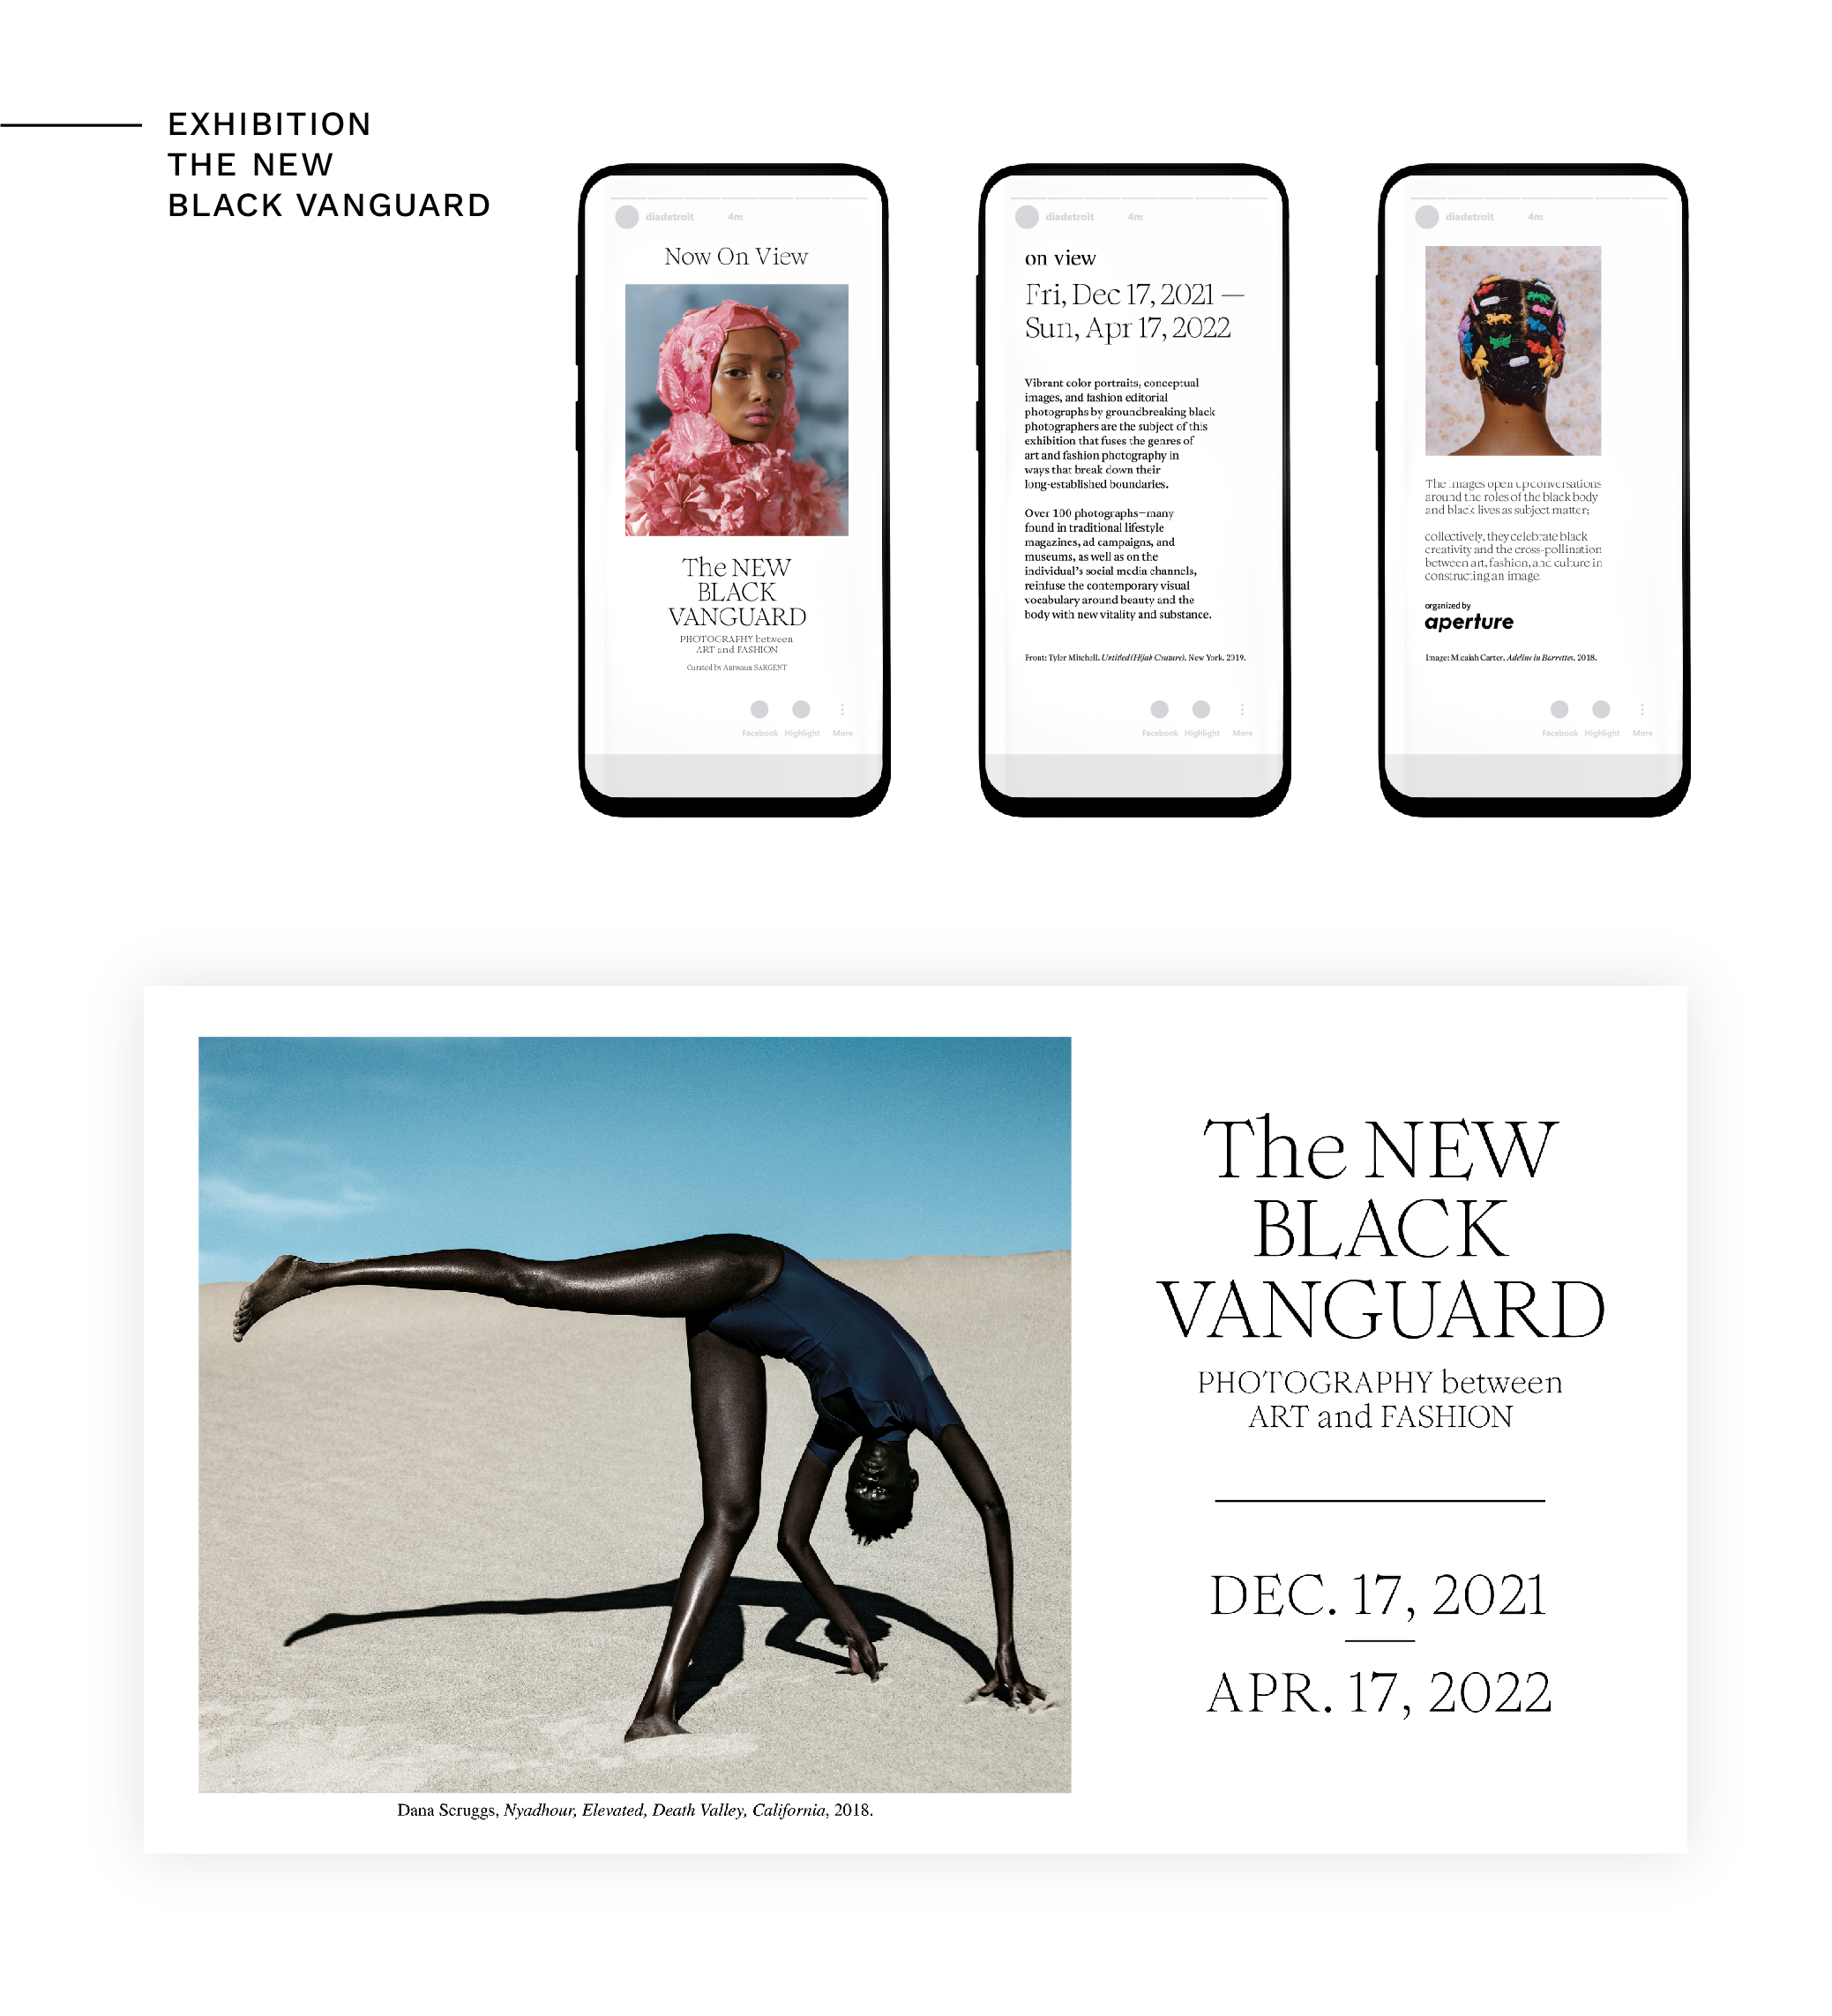 EXHIBITION
THE NEW
BLACK VANGUARD
diadetroit 4m
Now On View
The NEW
BLACK
VANGUARD
PHOTOGRAPHY between
ART and FASHION
Curated by Antwaun SARGENT
Facebook Highlight More
diadetroit 4m
on view
Fri, Dec 17, 2021 —
Sun, Apr 17, 2022
Vibrant color portraits, conceptual
images, and fashion editorial
photographs by groundbreaking black
photographers are the subject of this
exhibition that fuses the genres of
art and fashion photography in
ways that break down their
long-established boundaries.
Over 100 photographs—many
found in traditional lifestyle
magazines, ad campaigns, and
museums, as well as on the
individual's social media channels,
reinfuse the contemporary visual
vocabulary around beauty and the
body with new vitality and substance.
Front: Tyler Mitchell. Untitled (Hijab Couture). New York. 2019.
Facebook Highlight More
diadetroit 4m
The images open up conversations
around the roles of the black body
and black lives as subject matter;
collectively, they celebrate black
creativity and the cross-pollination
between art, fashion, and culture in
constructing an image.
organized by
aperture
Image: Micaiah Carter. Adeline in Barrettes. 2018.
Facebook Highlight More
The NEW
BLACK
VANGUARD
PHOTOGRAPHY between
ART and FASHION
DEC. 17, 2021
—
APR. 17, 2022
Dana Scruggs, Nyadhour, Elevated, Death Valley, California, 2018.